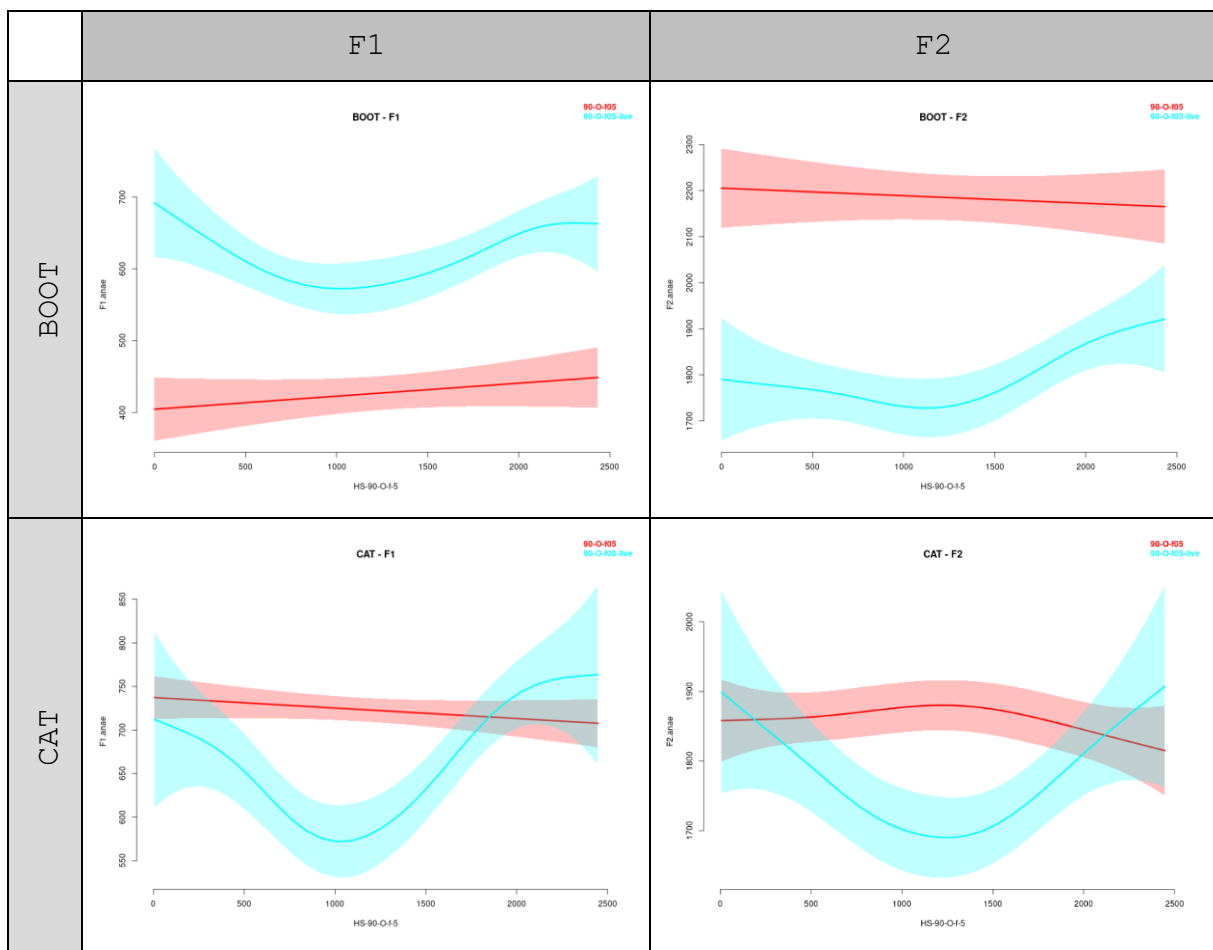 F1
F2
BOOT
BOOT - F1
90-O-f05
90-O-f05-live
F1.anae
700
600
500
400
0 500 1000 1500 2000 2500
HS-90-O-f-5
BOOT - F2
90-O-f05
90-O-f05-live
F2.anae
2300
2200
2100
2000
1900
1800
1700
0 500 1000 1500 2000 2500
HS-90-O-f-5
CAT
CAT - F1
90-O-f05
90-O-f05-live
F1.anae
850
800
750
700
650
600
550
0 500 1000 1500 2000 2500
HS-90-O-f-5
CAT - F2
90-O-f05
90-O-f05-live
F2.anae
2000
1900
1800
1700
0 500 1000 1500 2000 2500
HS-90-O-f-5